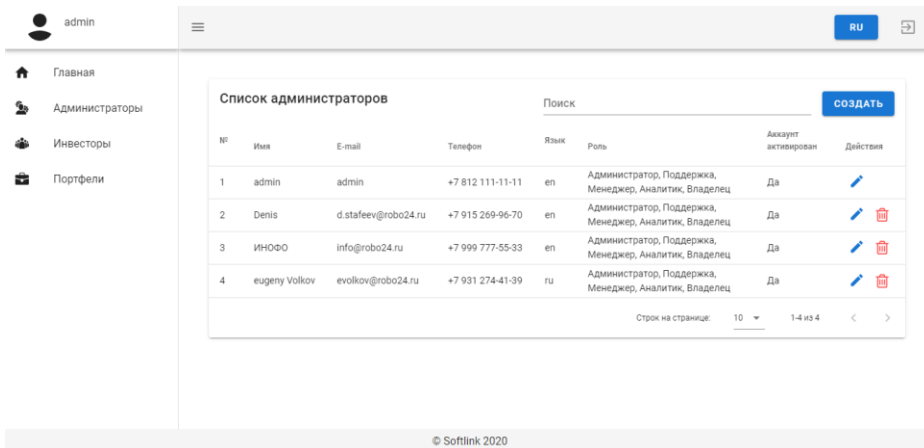 admin
RU
Главная
Администраторы
Инвесторы
Портфели
Список администраторов
Поиск
СОЗДАТЬ
№ Имя E-mail Телефон Язык Роль Аккаунт активирован Действия
1 admin admin +7 812 111-11-11 en Администратор, Поддержка, Менеджер, Аналитик, Владелец Да
2 Denis d.stafeev@robo24.ru +7 915 269-96-70 en Администратор, Поддержка, Менеджер, Аналитик, Владелец Да
3 ИНОФО info@robo24.ru +7 999 777-55-33 en Администратор, Поддержка, Менеджер, Аналитик, Владелец Да
4 eugeny Volkov evolkov@robo24.ru +7 931 274-41-39 ru Администратор, Поддержка, Менеджер, Аналитик, Владелец Да
Строк на странице: 10 1-4 из 4
© Softlink 2020